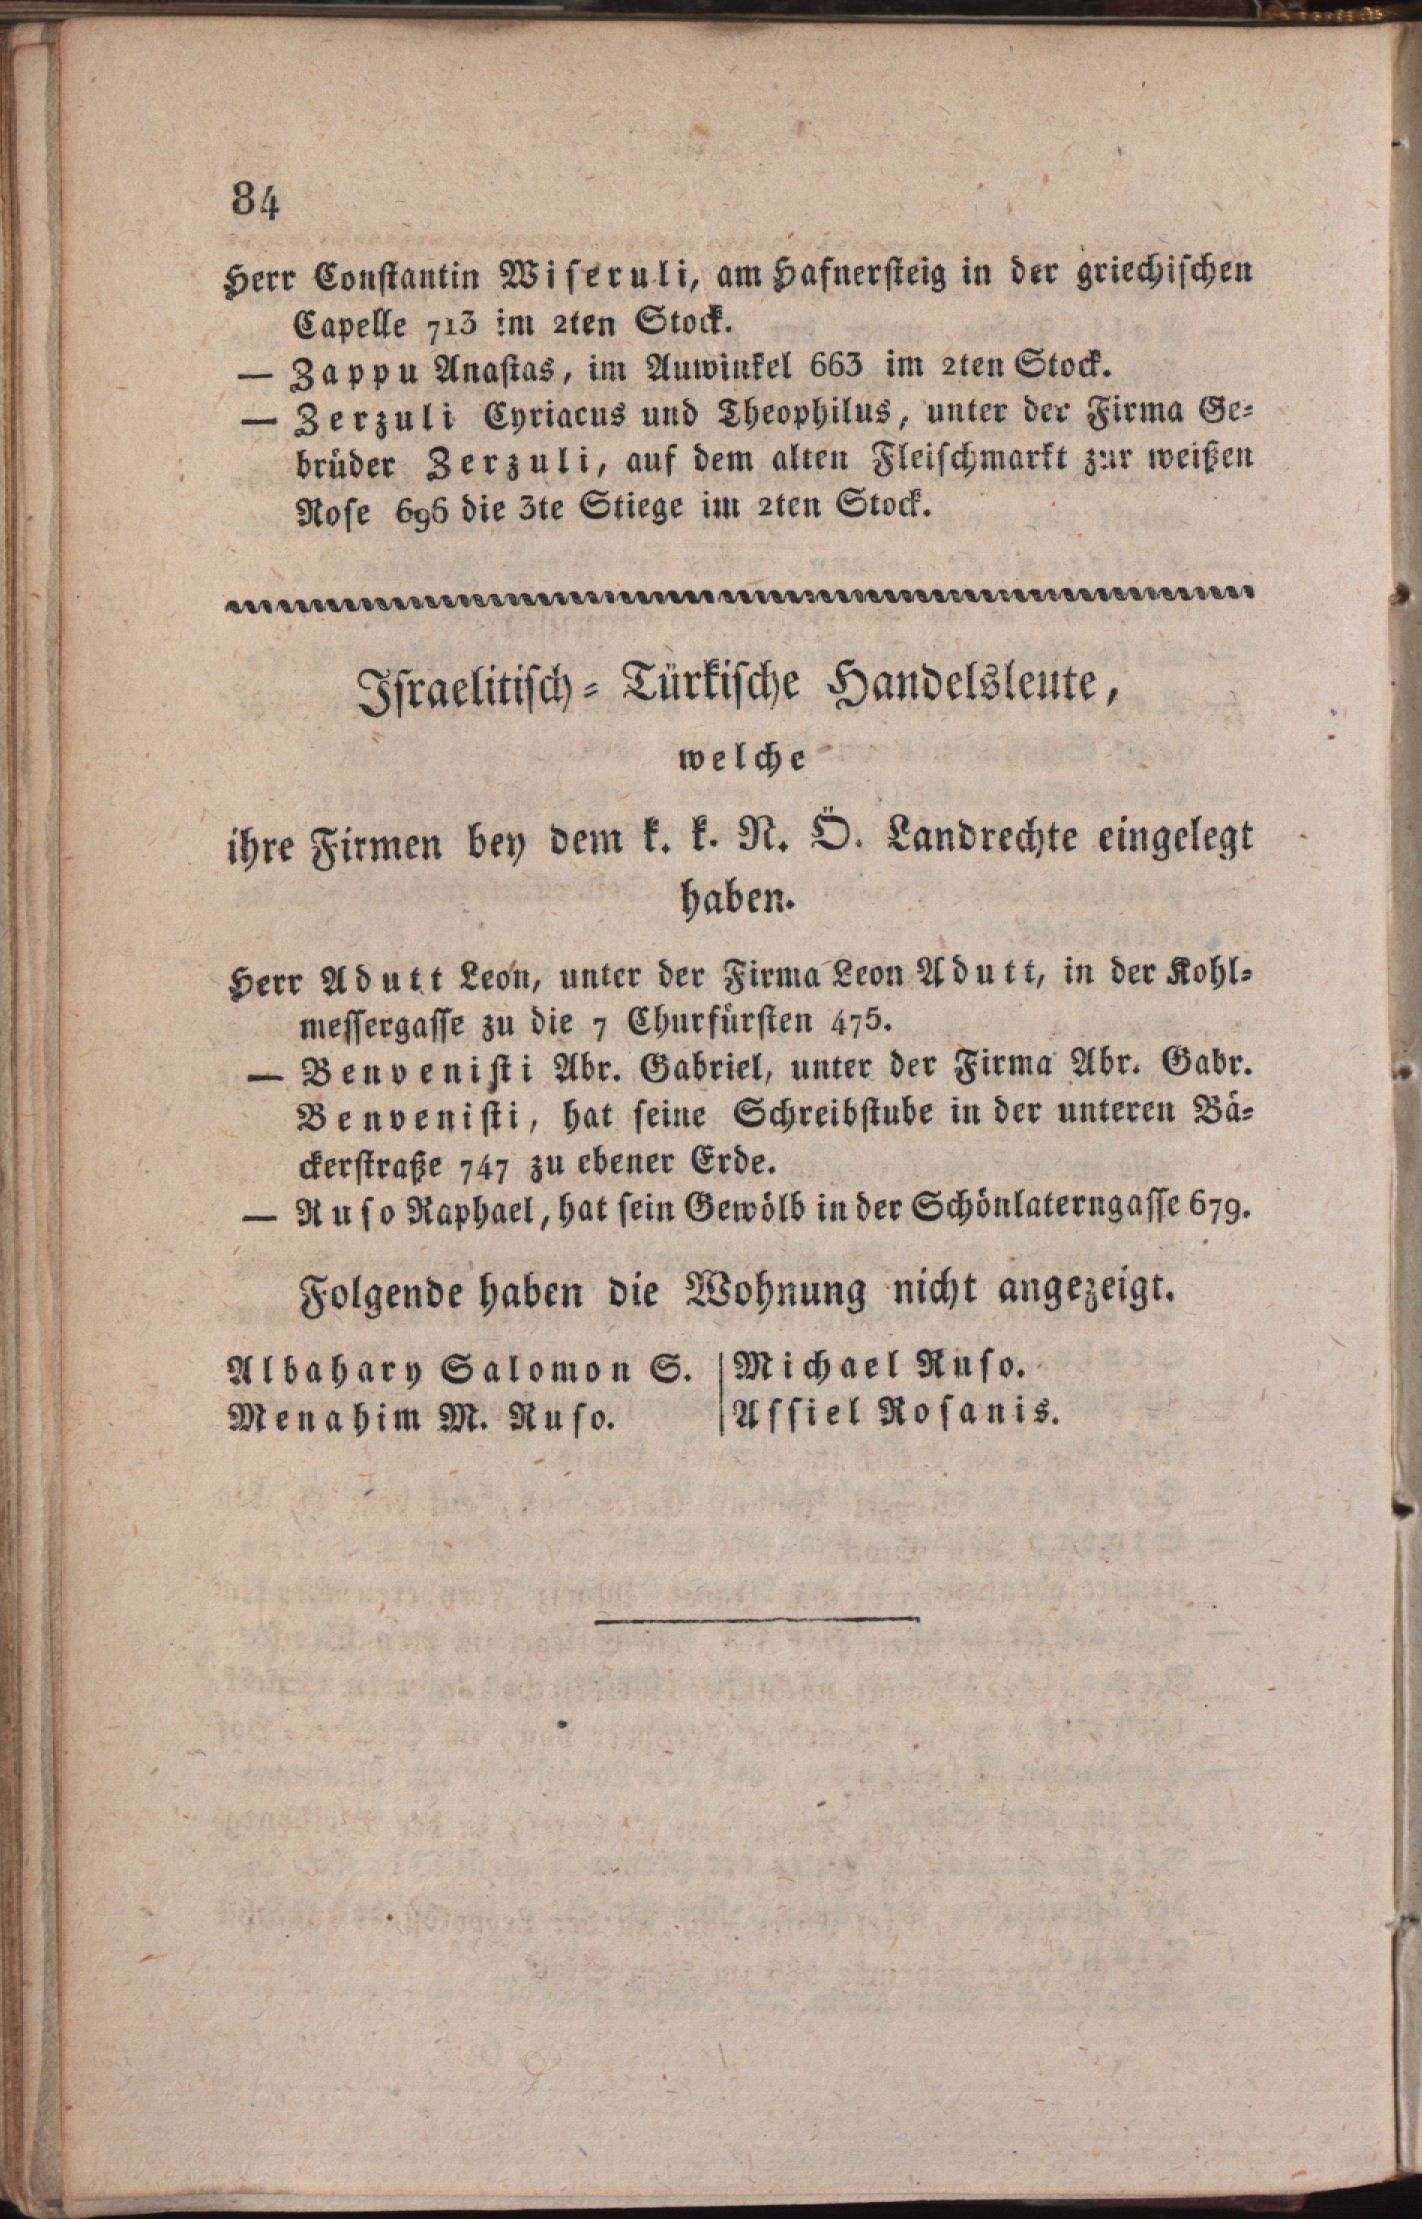 84
Herr Constantin Wiseruli, am Hafnersteig in der griechischen
Capelle 713 im 2ten Stock.
— Zappu Anastas, im Auwinkel 663 im 2ten Stock.
— Zerzuli Cyriacus und Theophilus, unter der Firma Ge-
brüder Zerzuli, auf dem alten Fleischmarkt zur weißen
Rose 696 die 3te Stiege im 2ten Stock.
Israelitisch-Türkische Handelsleute,
welche
ihre Firmen bey dem k. k. N. Ö. Landrechte eingelegt
haben.
Herr Adutt Leon, unter der Firma Leon Adutt, in der Kohl-
messergasse zu die 7 Churfürsten 475.
— Benvenisti Abr. Gabriel, unter der Firma Abr. Gabr.
Benvenisti, hat seine Schreibstube in der unteren Bä-
ckerstraße 747 zu ebener Erde.
— Ruso Raphael, hat sein Gewölb in der Schönlaterngasse 679.
Folgende haben die Wohnung nicht angezeigt.
Albahary Salomon S.
Menahim M. Ruso.
Michael Ruso.
Assiel Rosanis.